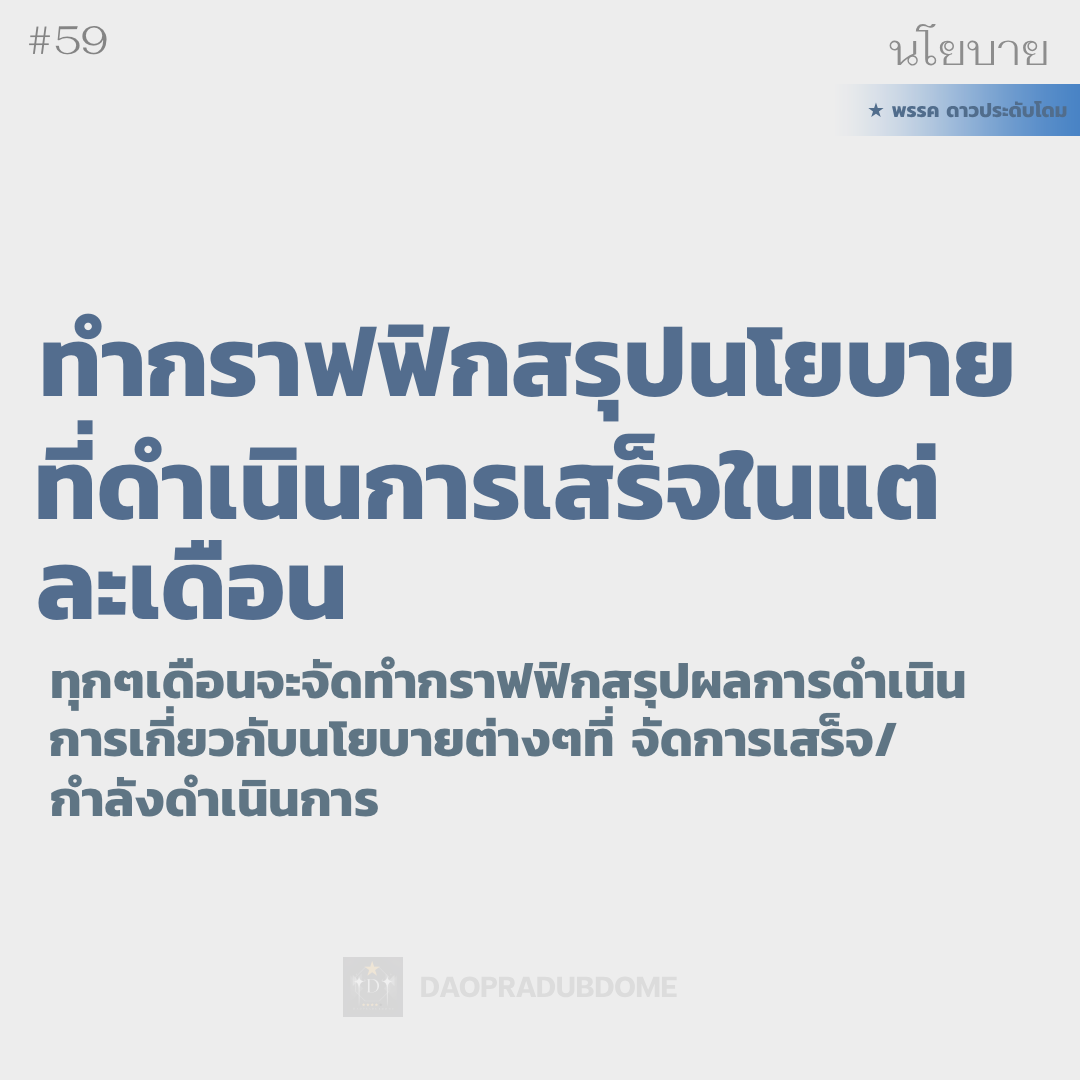 #59
นโยบาย
★ พรรค ดาวประดับโดม
ทำกราฟฟิกสรุปนโยบาย
ที่ดำเนินการเสร็จในแต่
ละเดือน
ทุกๆเดือนจะจัดทำกราฟฟิกสรุปผลการดำเนิน
การเกี่ยวกับนโยบายต่างๆที่ จัดการเสร็จ/
กำลังดำเนินการ
D
DAOPRADUBDOME